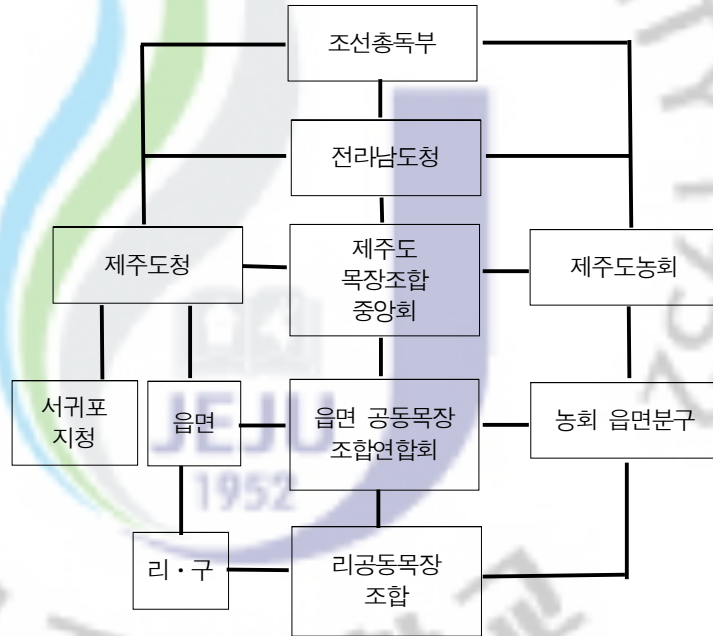 조선총독부
전라남도청
제주도청
제주도
목장조합
중앙회
제주도농회
서귀포
지청
읍면
읍면 공동목장
조합연합회
농회 읍면분구
리・구
리공동목장
조합
JEJU
1952